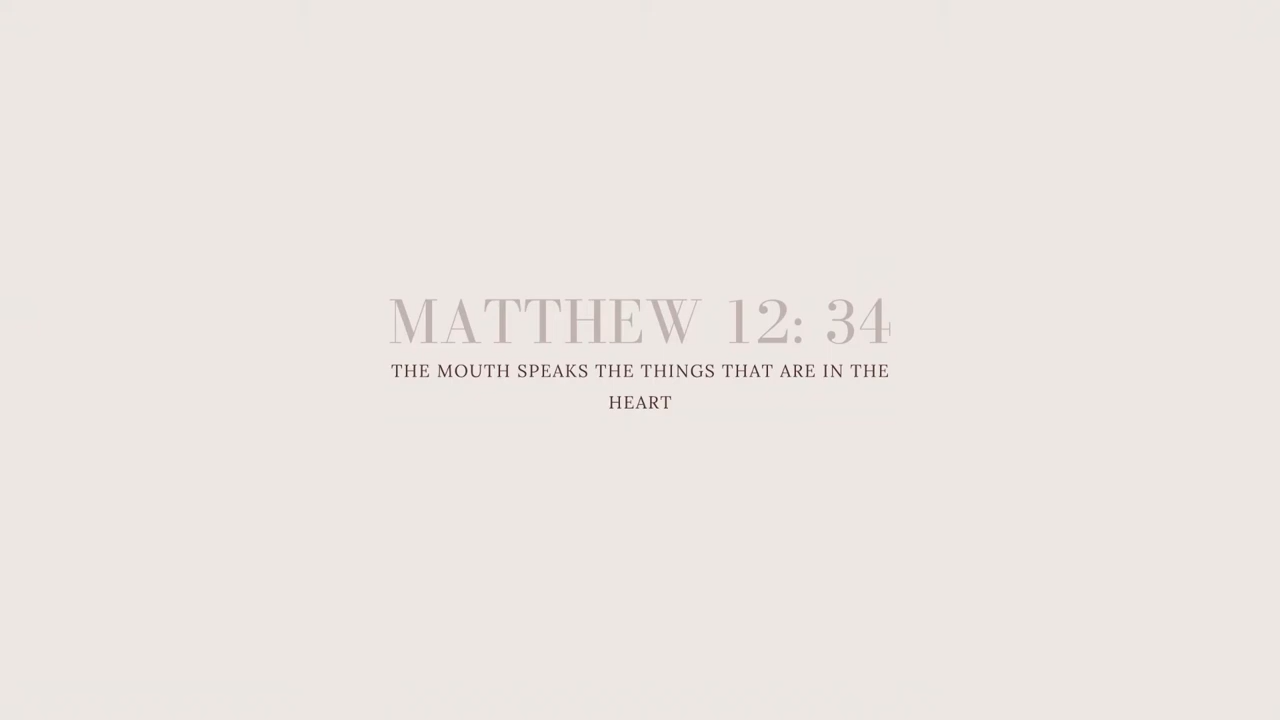 MATTHEW 12: 34
THE MOUTH SPEAKS THE THINGS THAT ARE IN THE
HEART